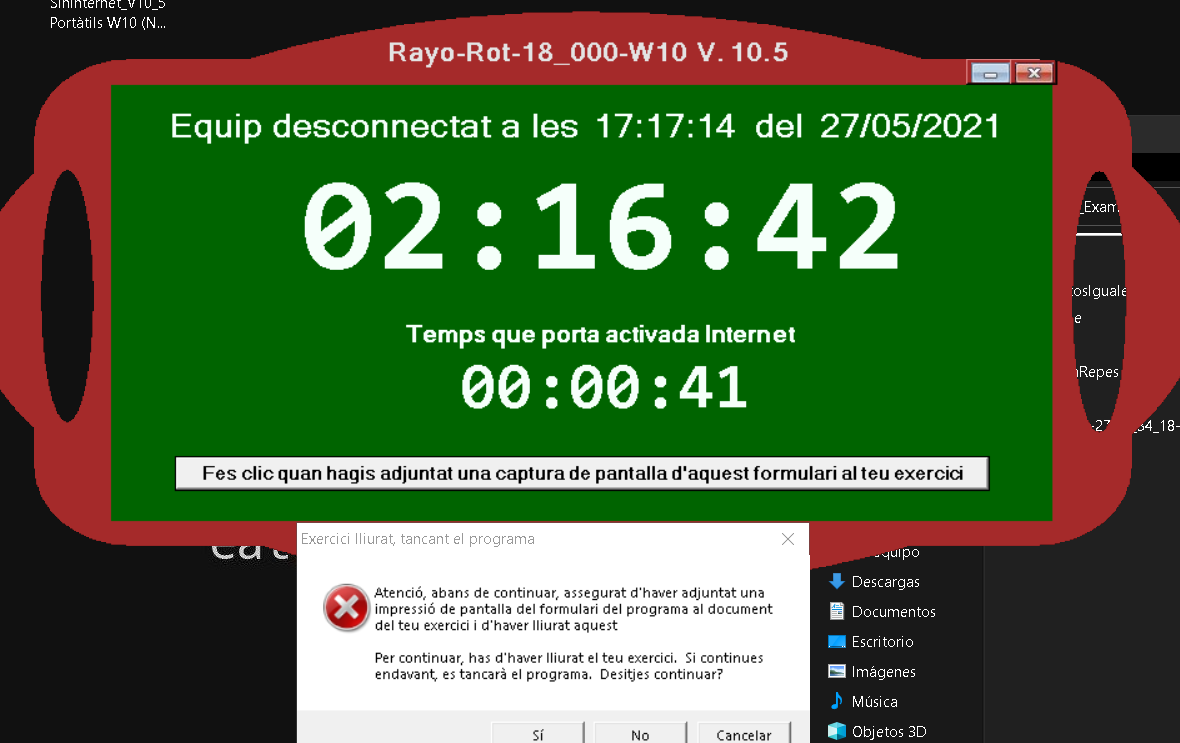 SinInternet_V10_5
Portàtils W10 (N...
Rayo-Rot-18_000-W10 V. 10.5
Equip desconnectat a les 17:17:14 del 27/05/2021
02:16:42
Temps que porta activada Internet
00:00:41
Fes clic quan hagis adjuntat una captura de pantalla d'aquest formulari al teu exercici
_Exam
tosIguale
e
nRepes
Exercici lliurat, tancant el programa
Atenció, abans de continuar, assegurat d'haver adjuntat una
impressió de pantalla del formulari del programa al document
del teu exercici i d'haver lliurat aquest
Per continuar, has d'haver lliurat el teu exercici. Si continues
endavant, es tancarà el programa. Desitjes continuar?
Sí
No
Cancelar
equipo
Descargas
Documentos
Escritorio
Imágenes
Música
Objetos 3D